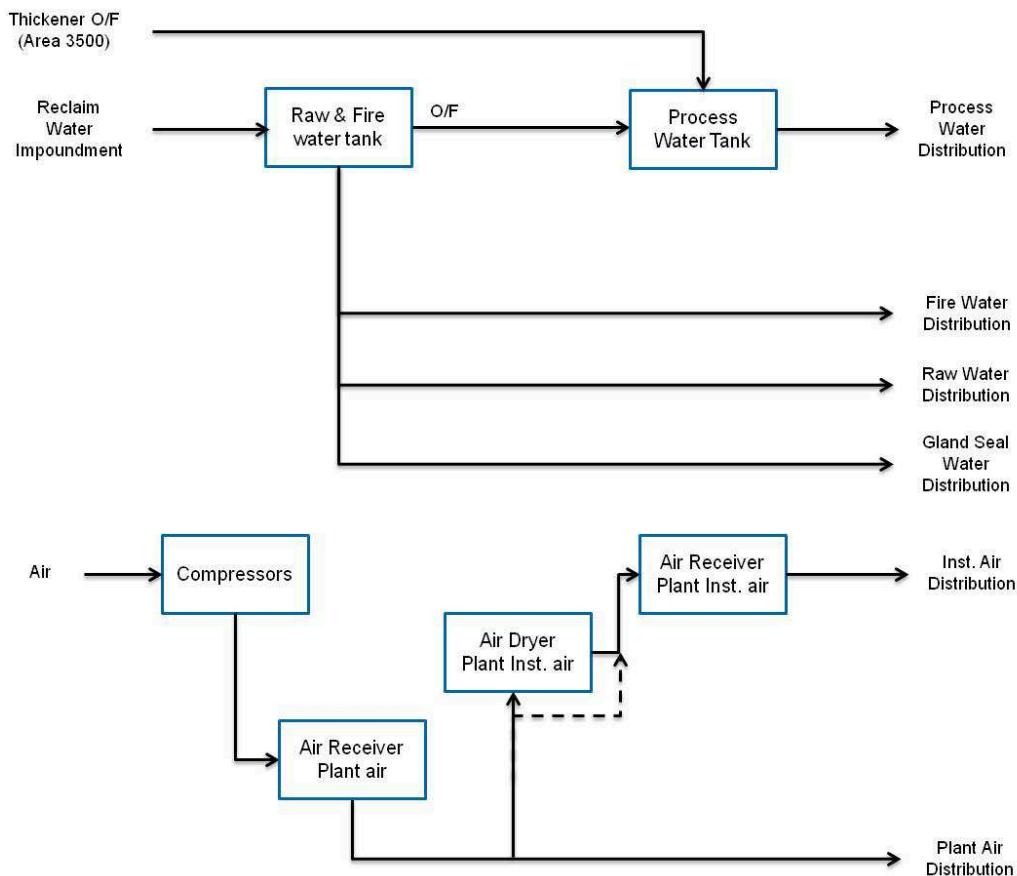 Thickener O/F
(Area 3500)
Reclaim
Water
Impoundment
Raw & Fire
water tank
O/F
Process
Water Tank
Process
Water
Distribution
Fire Water
Distribution
Raw Water
Distribution
Gland Seal
Water
Distribution
Air
Compressors
Air Receiver
Plant Inst. air
Inst. Air
Distribution
Air Dryer
Plant Inst. air
Air Receiver
Plant air
Plant Air
Distribution